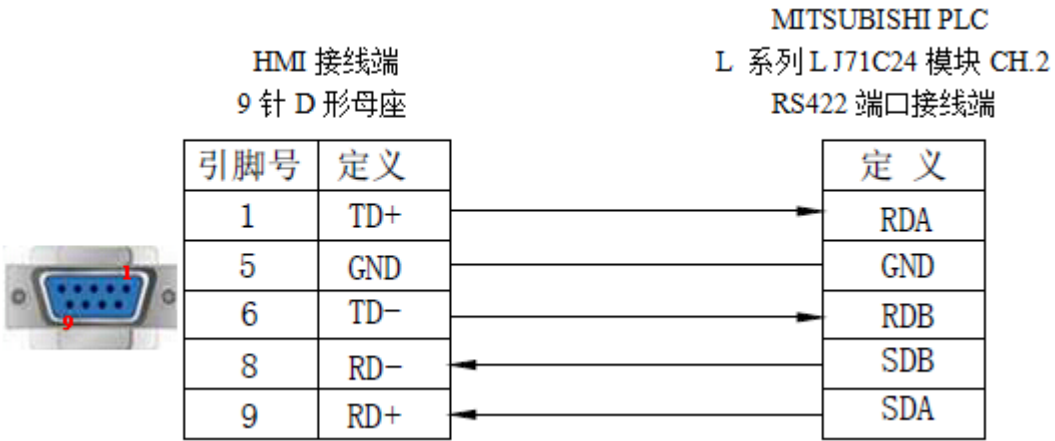 MITSUBISHI PLC
HMI 接线端
L 系列 L J71C24 模块 CH.2
9 针 D 形母座
RS422 端口接线端
引脚号 定义 定 义
1 TD+ RDA
5 GND GND
6 TD- RDB
8 RD- SDB
9 RD+ SDA
1
9